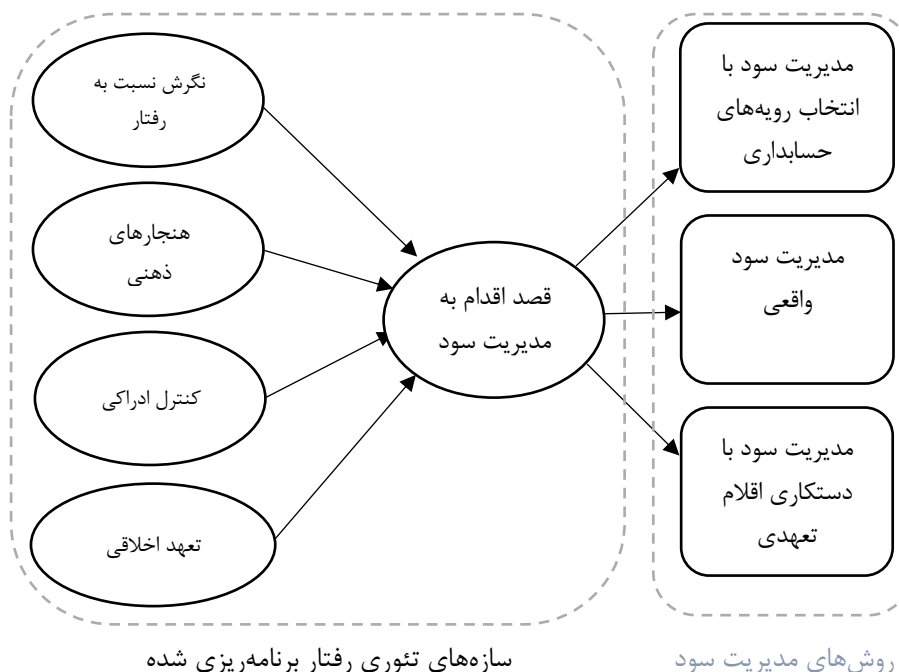 نگرش نسبت به
رفتار
هنجارهای
ذهنی
کنترل ادراکی
تعهد اخلاقی
قصد اقدام به
مدیریت سود
مدیریت سود با
انتخاب رویه‌های
حسابداری
مدیریت سود
واقعی
مدیریت سود با
دستکاری اقلام
تعهدی
سازه‌های تئوری رفتار برنامه‌ریزی شده
روش‌های مدیریت سود